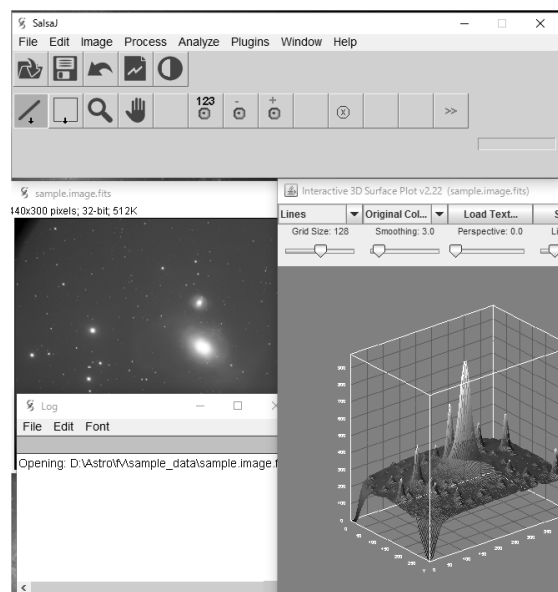 SalsaJ
File Edit Image Process Analyze Plugins Window Help
123 - + >>
sample.image.fits
440x300 pixels; 32-bit; 512K
Interactive 3D Surface Plot v2.22 (sample.image.fits)
Lines Original Col... Load Text...
Grid Size: 128 Smoothing: 3.0 Perspective: 0.0 Li
Log
File Edit Font
Opening: D:\Astro\fv\sample_data\sample.image.f